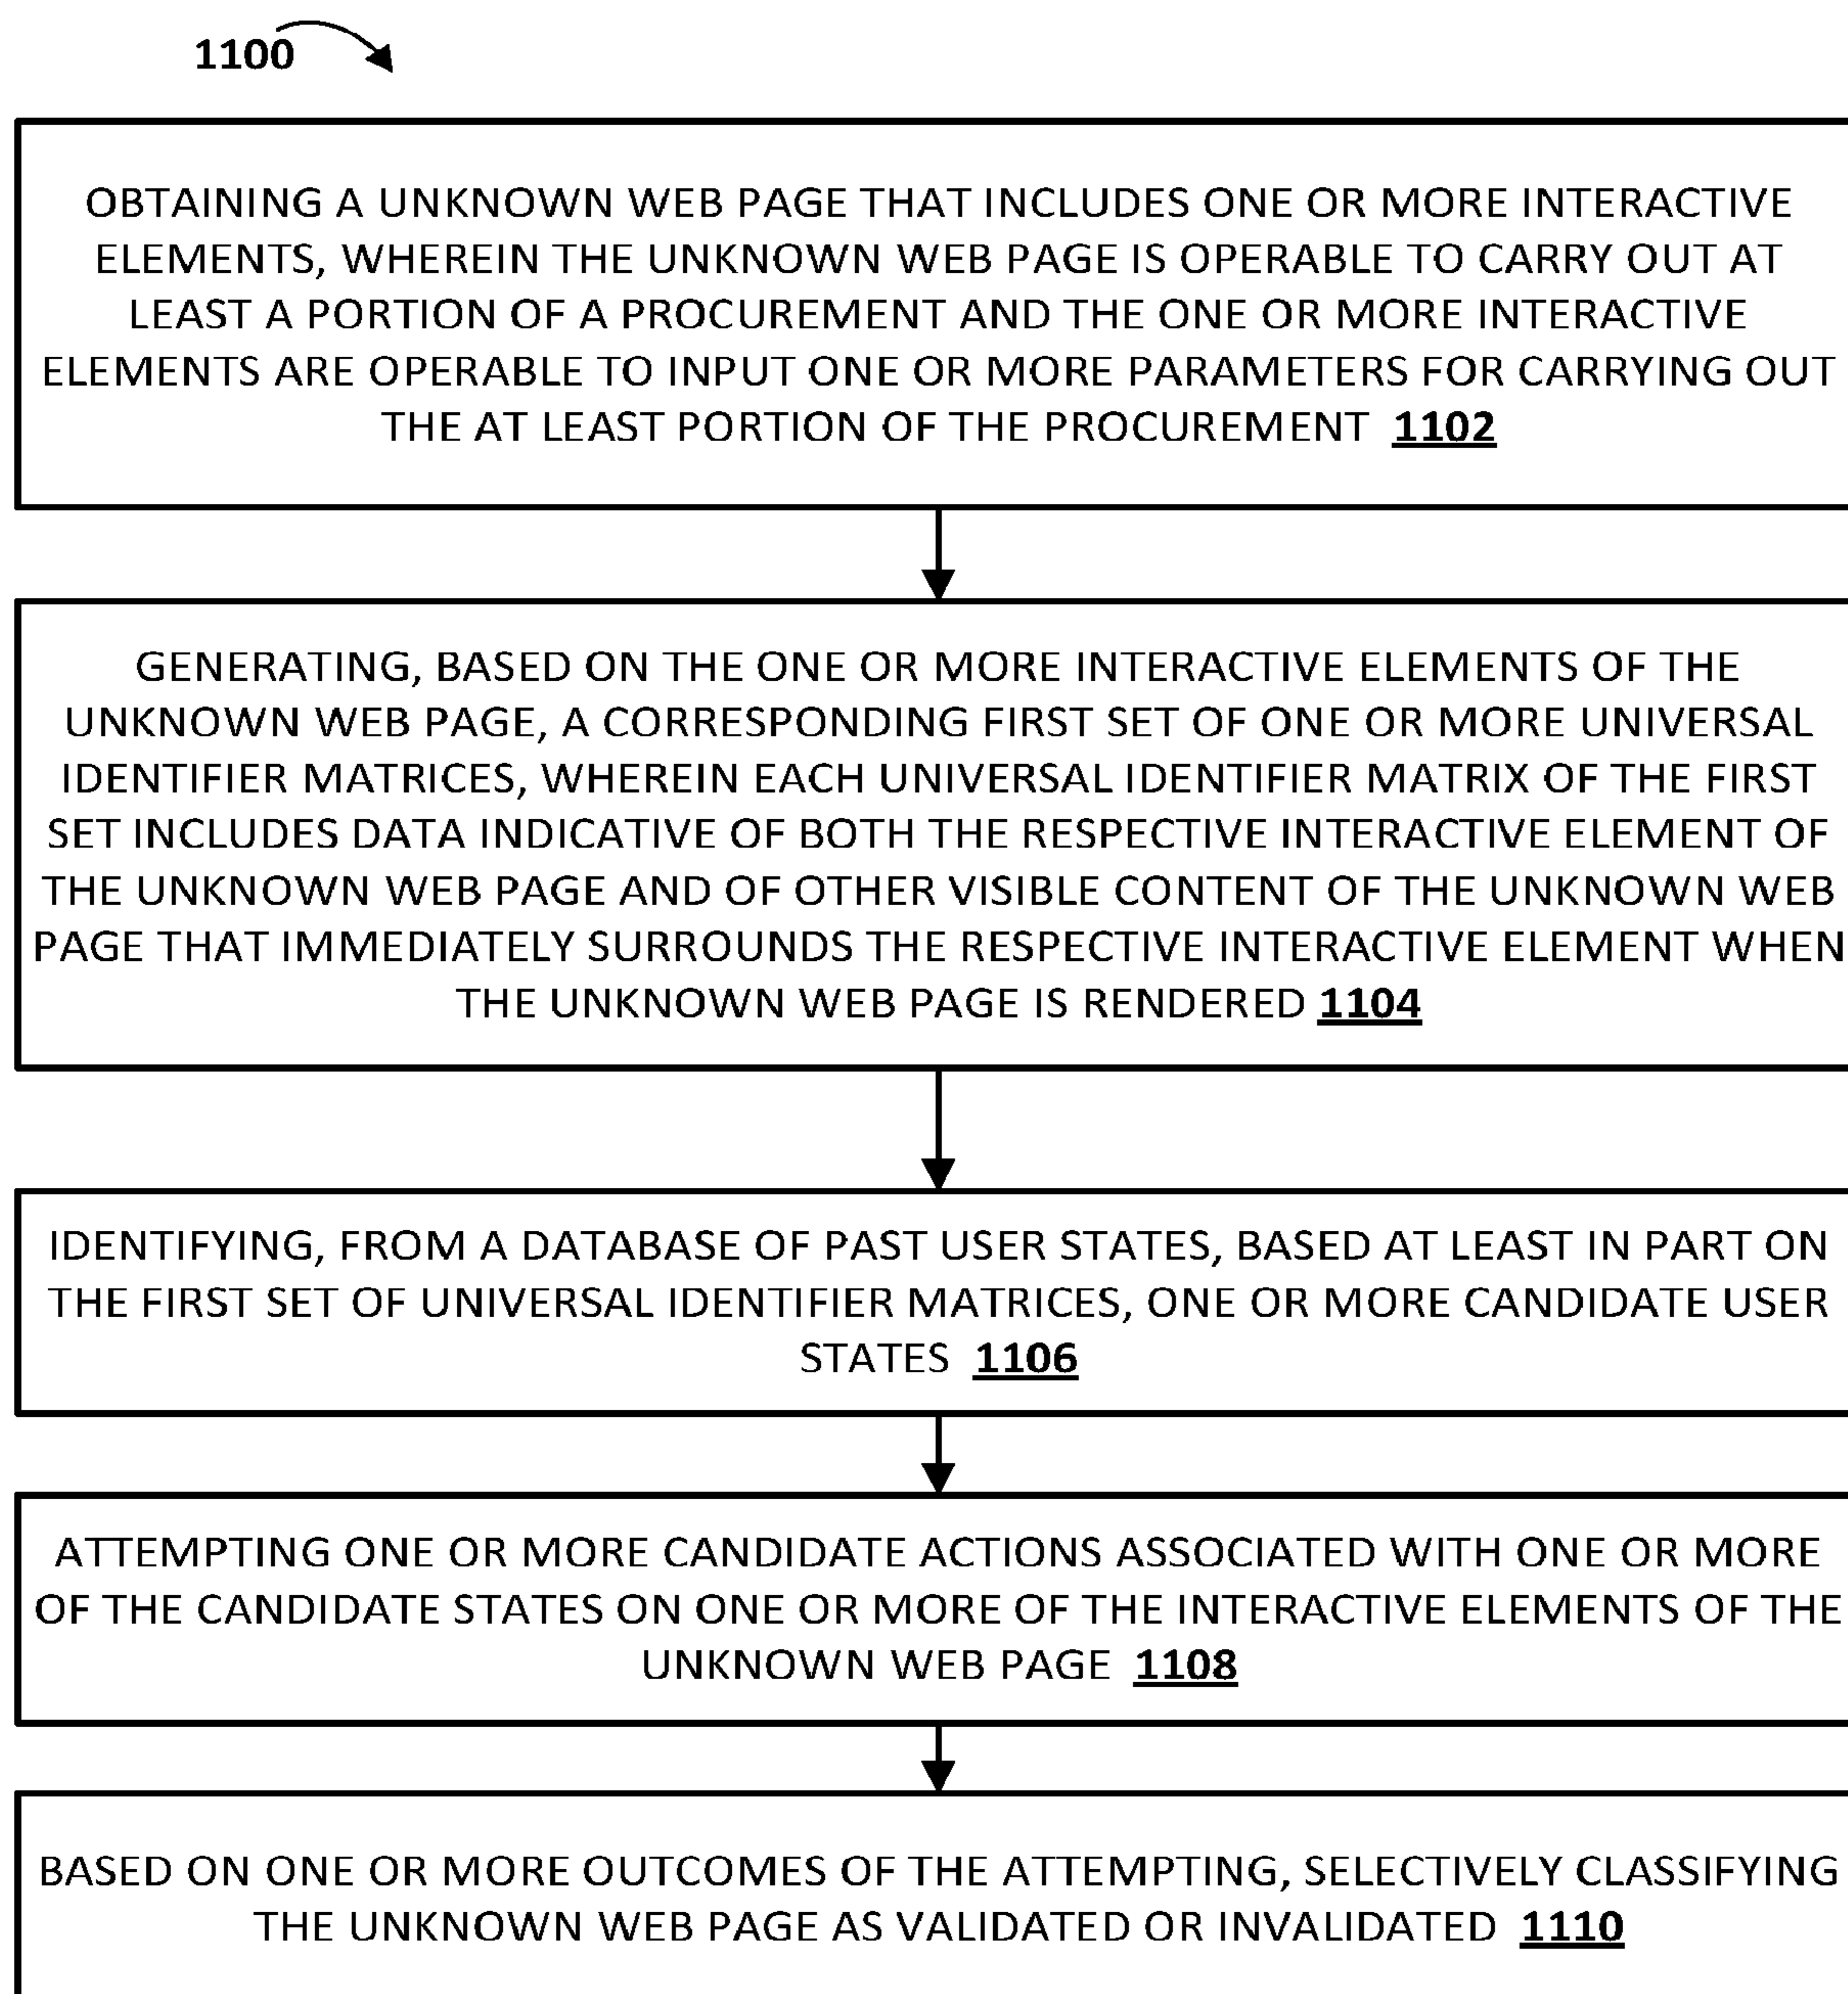 1100
OBTAINING A UNKNOWN WEB PAGE THAT INCLUDES ONE OR MORE INTERACTIVE
ELEMENTS, WHEREIN THE UNKNOWN WEB PAGE IS OPERABLE TO CARRY OUT AT
LEAST A PORTION OF A PROCUREMENT AND THE ONE OR MORE INTERACTIVE
ELEMENTS ARE OPERABLE TO INPUT ONE OR MORE PARAMETERS FOR CARRYING OUT
THE AT LEAST PORTION OF THE PROCUREMENT 1102
GENERATING, BASED ON THE ONE OR MORE INTERACTIVE ELEMENTS OF THE
UNKNOWN WEB PAGE, A CORRESPONDING FIRST SET OF ONE OR MORE UNIVERSAL
IDENTIFIER MATRICES, WHEREIN EACH UNIVERSAL IDENTIFIER MATRIX OF THE FIRST
SET INCLUDES DATA INDICATIVE OF BOTH THE RESPECTIVE INTERACTIVE ELEMENT OF
THE UNKNOWN WEB PAGE AND OF OTHER VISIBLE CONTENT OF THE UNKNOWN WEB
PAGE THAT IMMEDIATELY SURROUNDS THE RESPECTIVE INTERACTIVE ELEMENT WHEN
THE UNKNOWN WEB PAGE IS RENDERED 1104
IDENTIFYING, FROM A DATABASE OF PAST USER STATES, BASED AT LEAST IN PART ON
THE FIRST SET OF UNIVERSAL IDENTIFIER MATRICES, ONE OR MORE CANDIDATE USER
STATES 1106
ATTEMPTING ONE OR MORE CANDIDATE ACTIONS ASSOCIATED WITH ONE OR MORE
OF THE CANDIDATE STATES ON ONE OR MORE OF THE INTERACTIVE ELEMENTS OF THE
UNKNOWN WEB PAGE 1108
BASED ON ONE OR MORE OUTCOMES OF THE ATTEMPTING, SELECTIVELY CLASSIFYING
THE UNKNOWN WEB PAGE AS VALIDATED OR INVALIDATED 1110